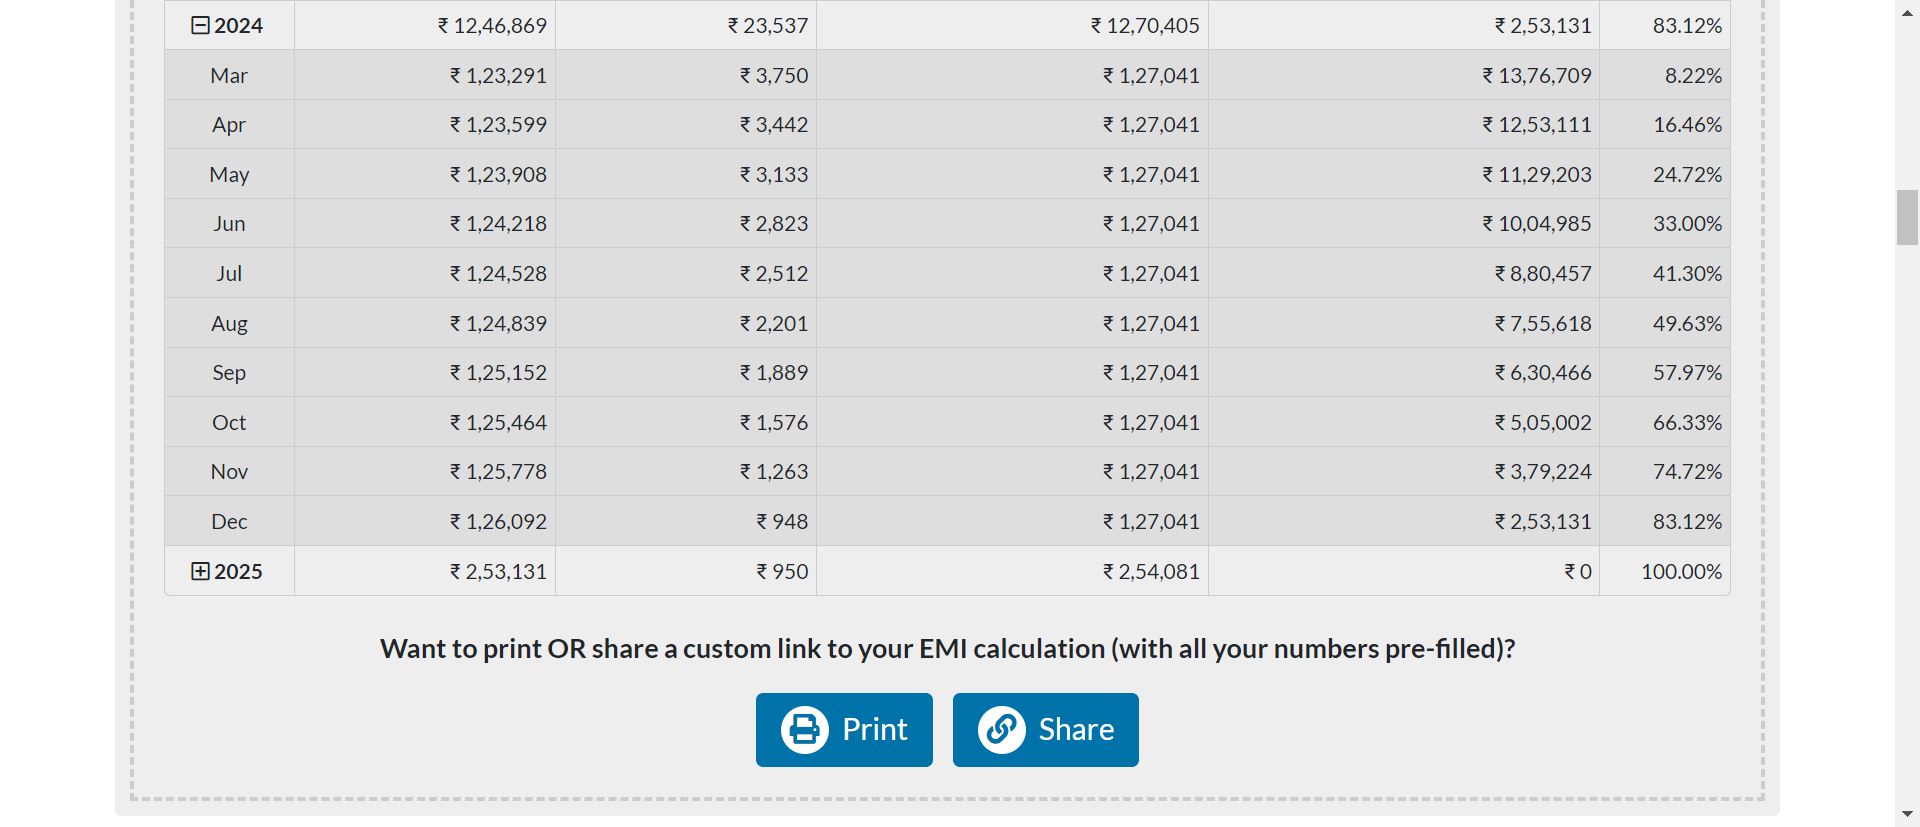 2024 ₹ 12,46,869 ₹ 23,537 ₹ 12,70,405 ₹ 2,53,131 83.12%
Mar ₹ 1,23,291 ₹ 3,750 ₹ 1,27,041 ₹ 13,76,709 8.22%
Apr ₹ 1,23,599 ₹ 3,442 ₹ 1,27,041 ₹ 12,53,111 16.46%
May ₹ 1,23,908 ₹ 3,133 ₹ 1,27,041 ₹ 11,29,203 24.72%
Jun ₹ 1,24,218 ₹ 2,823 ₹ 1,27,041 ₹ 10,04,985 33.00%
Jul ₹ 1,24,528 ₹ 2,512 ₹ 1,27,041 ₹ 8,80,457 41.30%
Aug ₹ 1,24,839 ₹ 2,201 ₹ 1,27,041 ₹ 7,55,618 49.63%
Sep ₹ 1,25,152 ₹ 1,889 ₹ 1,27,041 ₹ 6,30,466 57.97%
Oct ₹ 1,25,464 ₹ 1,576 ₹ 1,27,041 ₹ 5,05,002 66.33%
Nov ₹ 1,25,778 ₹ 1,263 ₹ 1,27,041 ₹ 3,79,224 74.72%
Dec ₹ 1,26,092 ₹ 948 ₹ 1,27,041 ₹ 2,53,131 83.12%
2025 ₹ 2,53,131 ₹ 950 ₹ 2,54,081 ₹ 0 100.00%
Want to print OR share a custom link to your EMI calculation (with all your numbers pre-filled)?
Print Share